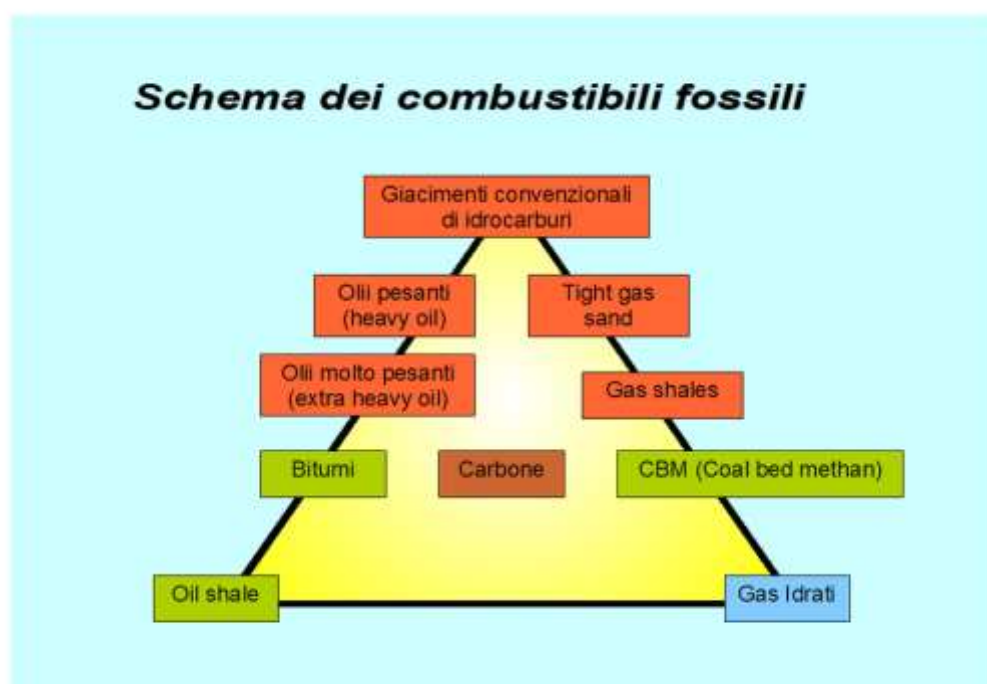 Schema dei combustibili fossili
Giacimenti convenzionali
di idrocarburi
Olii pesanti
(heavy oil)
Tight gas
sand
Olii molto pesanti
(extra heavy oil)
Gas shales
Bitumi
Carbone
CBM (Coal bed methan)
Oil shale
Gas Idrati